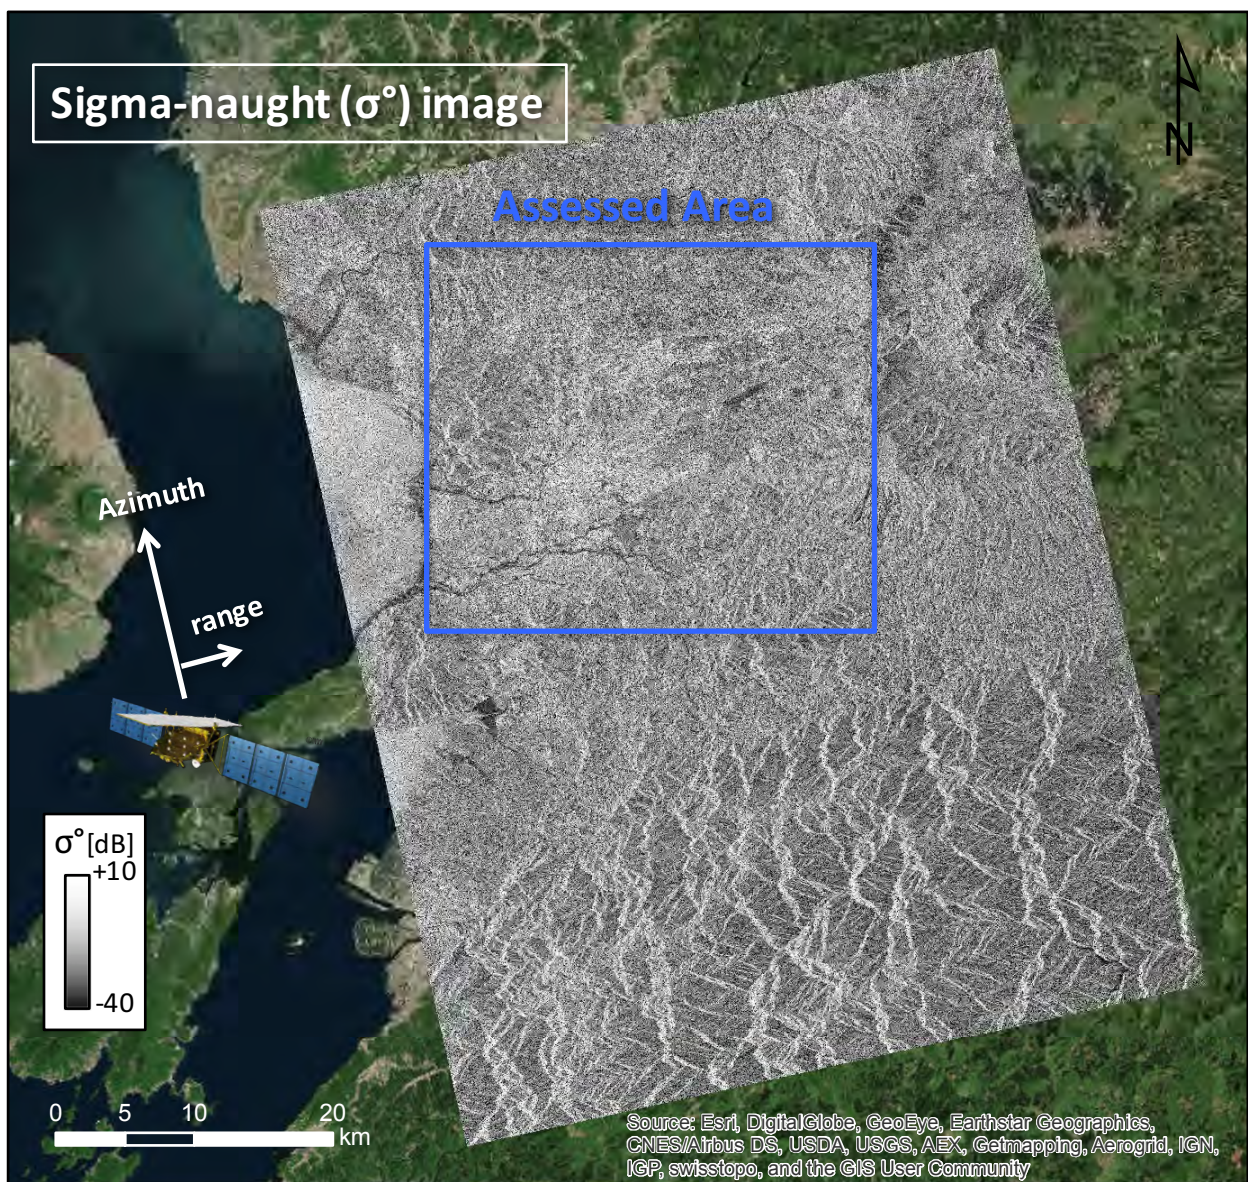 Sigma-naught (σ°) image
N
Assessed Area
Azimuth
range
σ°[dB]
+10
-40
0 5 10 20
km
Source: Esri, DigitalGlobe, GeoEye, Earthstar Geographics,
CNES/Airbus DS, USDA, USGS, AEX, Getmapping, Aerogrid, IGN,
IGP, swisstopo, and the GIS User Community